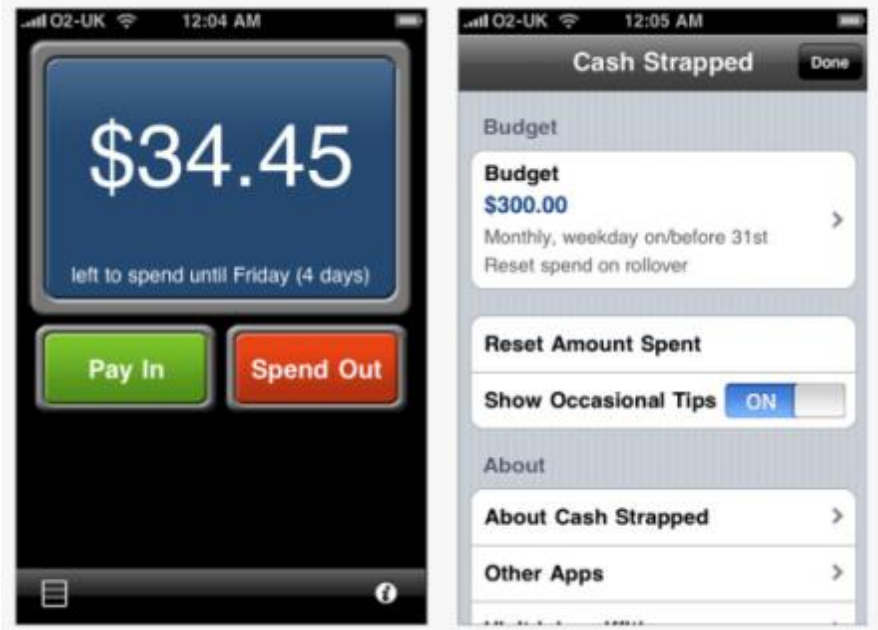 O2-UK 12:04 AM
$34.45
left to spend until Friday (4 days)
Pay In
Spend Out
O2-UK 12:05 AM
Cash Strapped
Done
Budget
Budget
$300.00
Monthly, weekday on/before 31st
Reset spend on rollover
Reset Amount Spent
Show Occasional Tips ON
About
About Cash Strapped
Other Apps